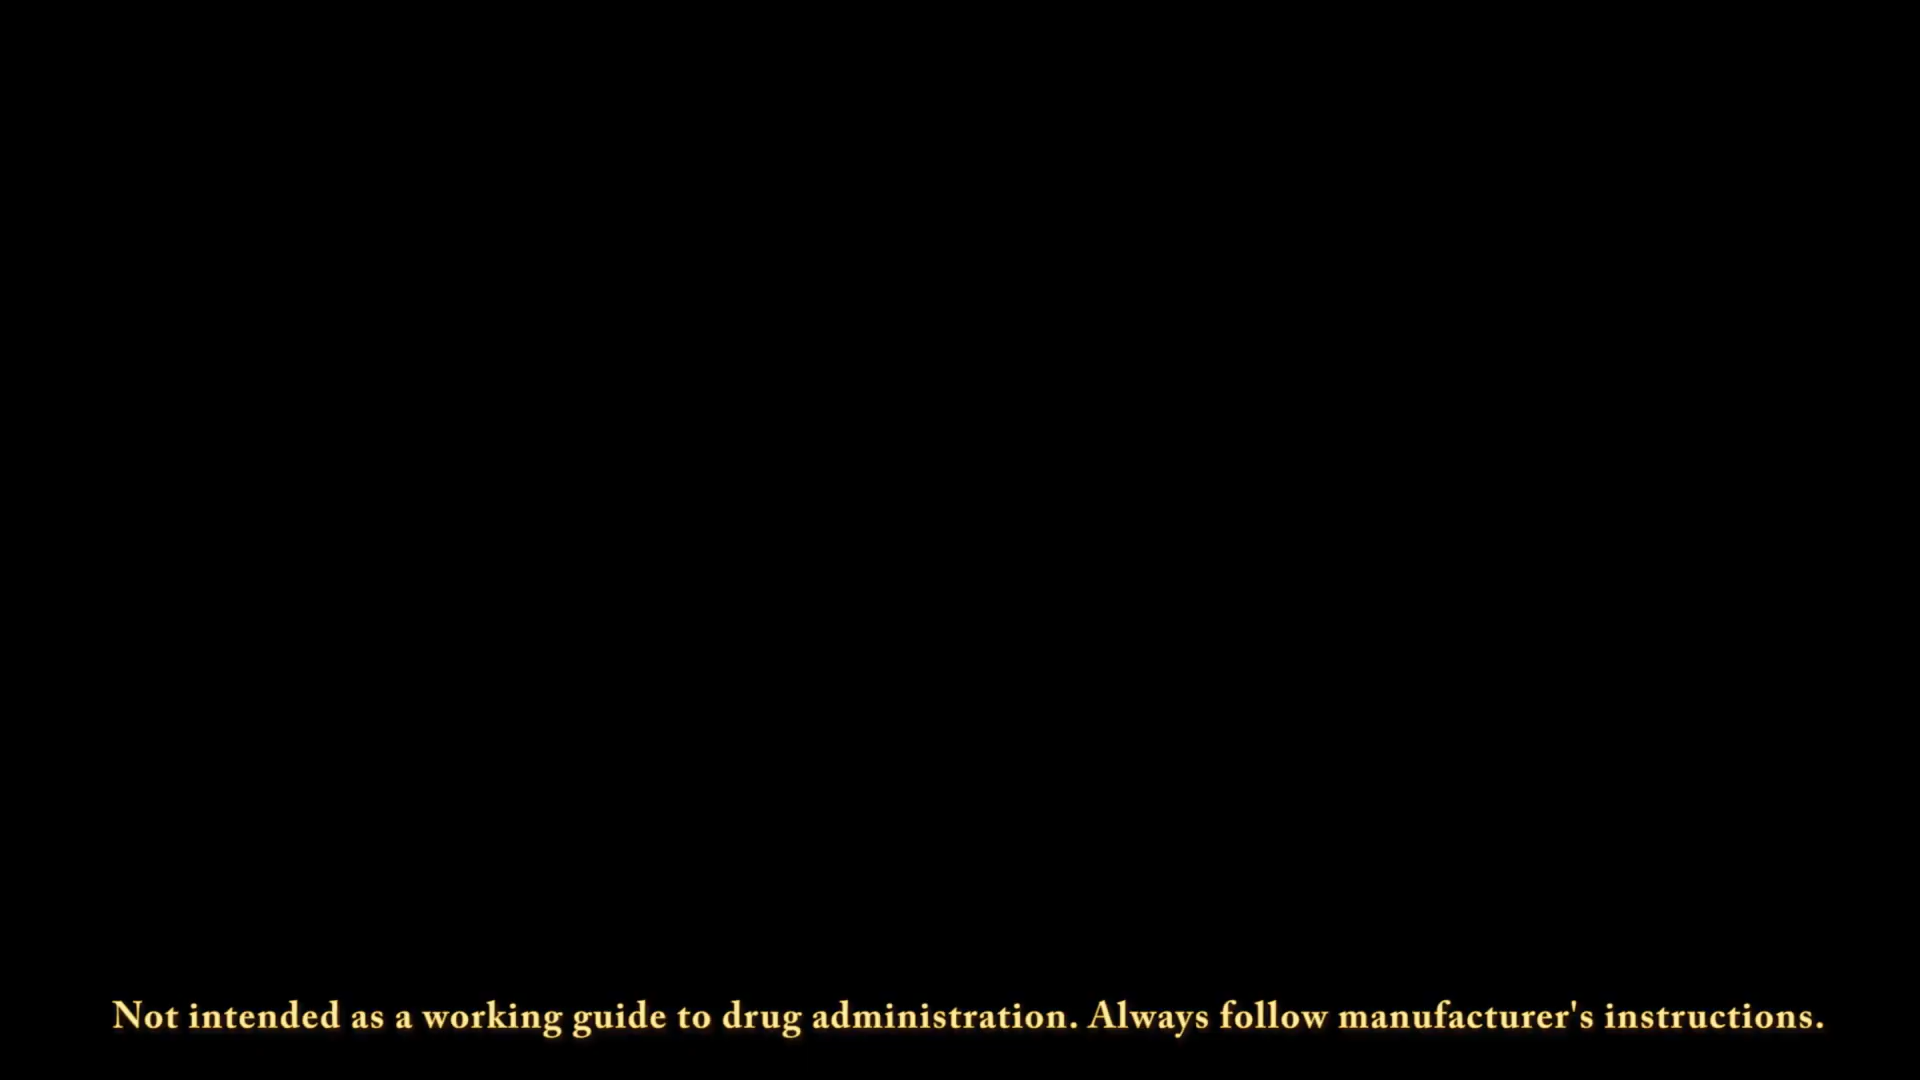 Not intended as a working guide to drug administration. Always follow manufacturer's instructions.